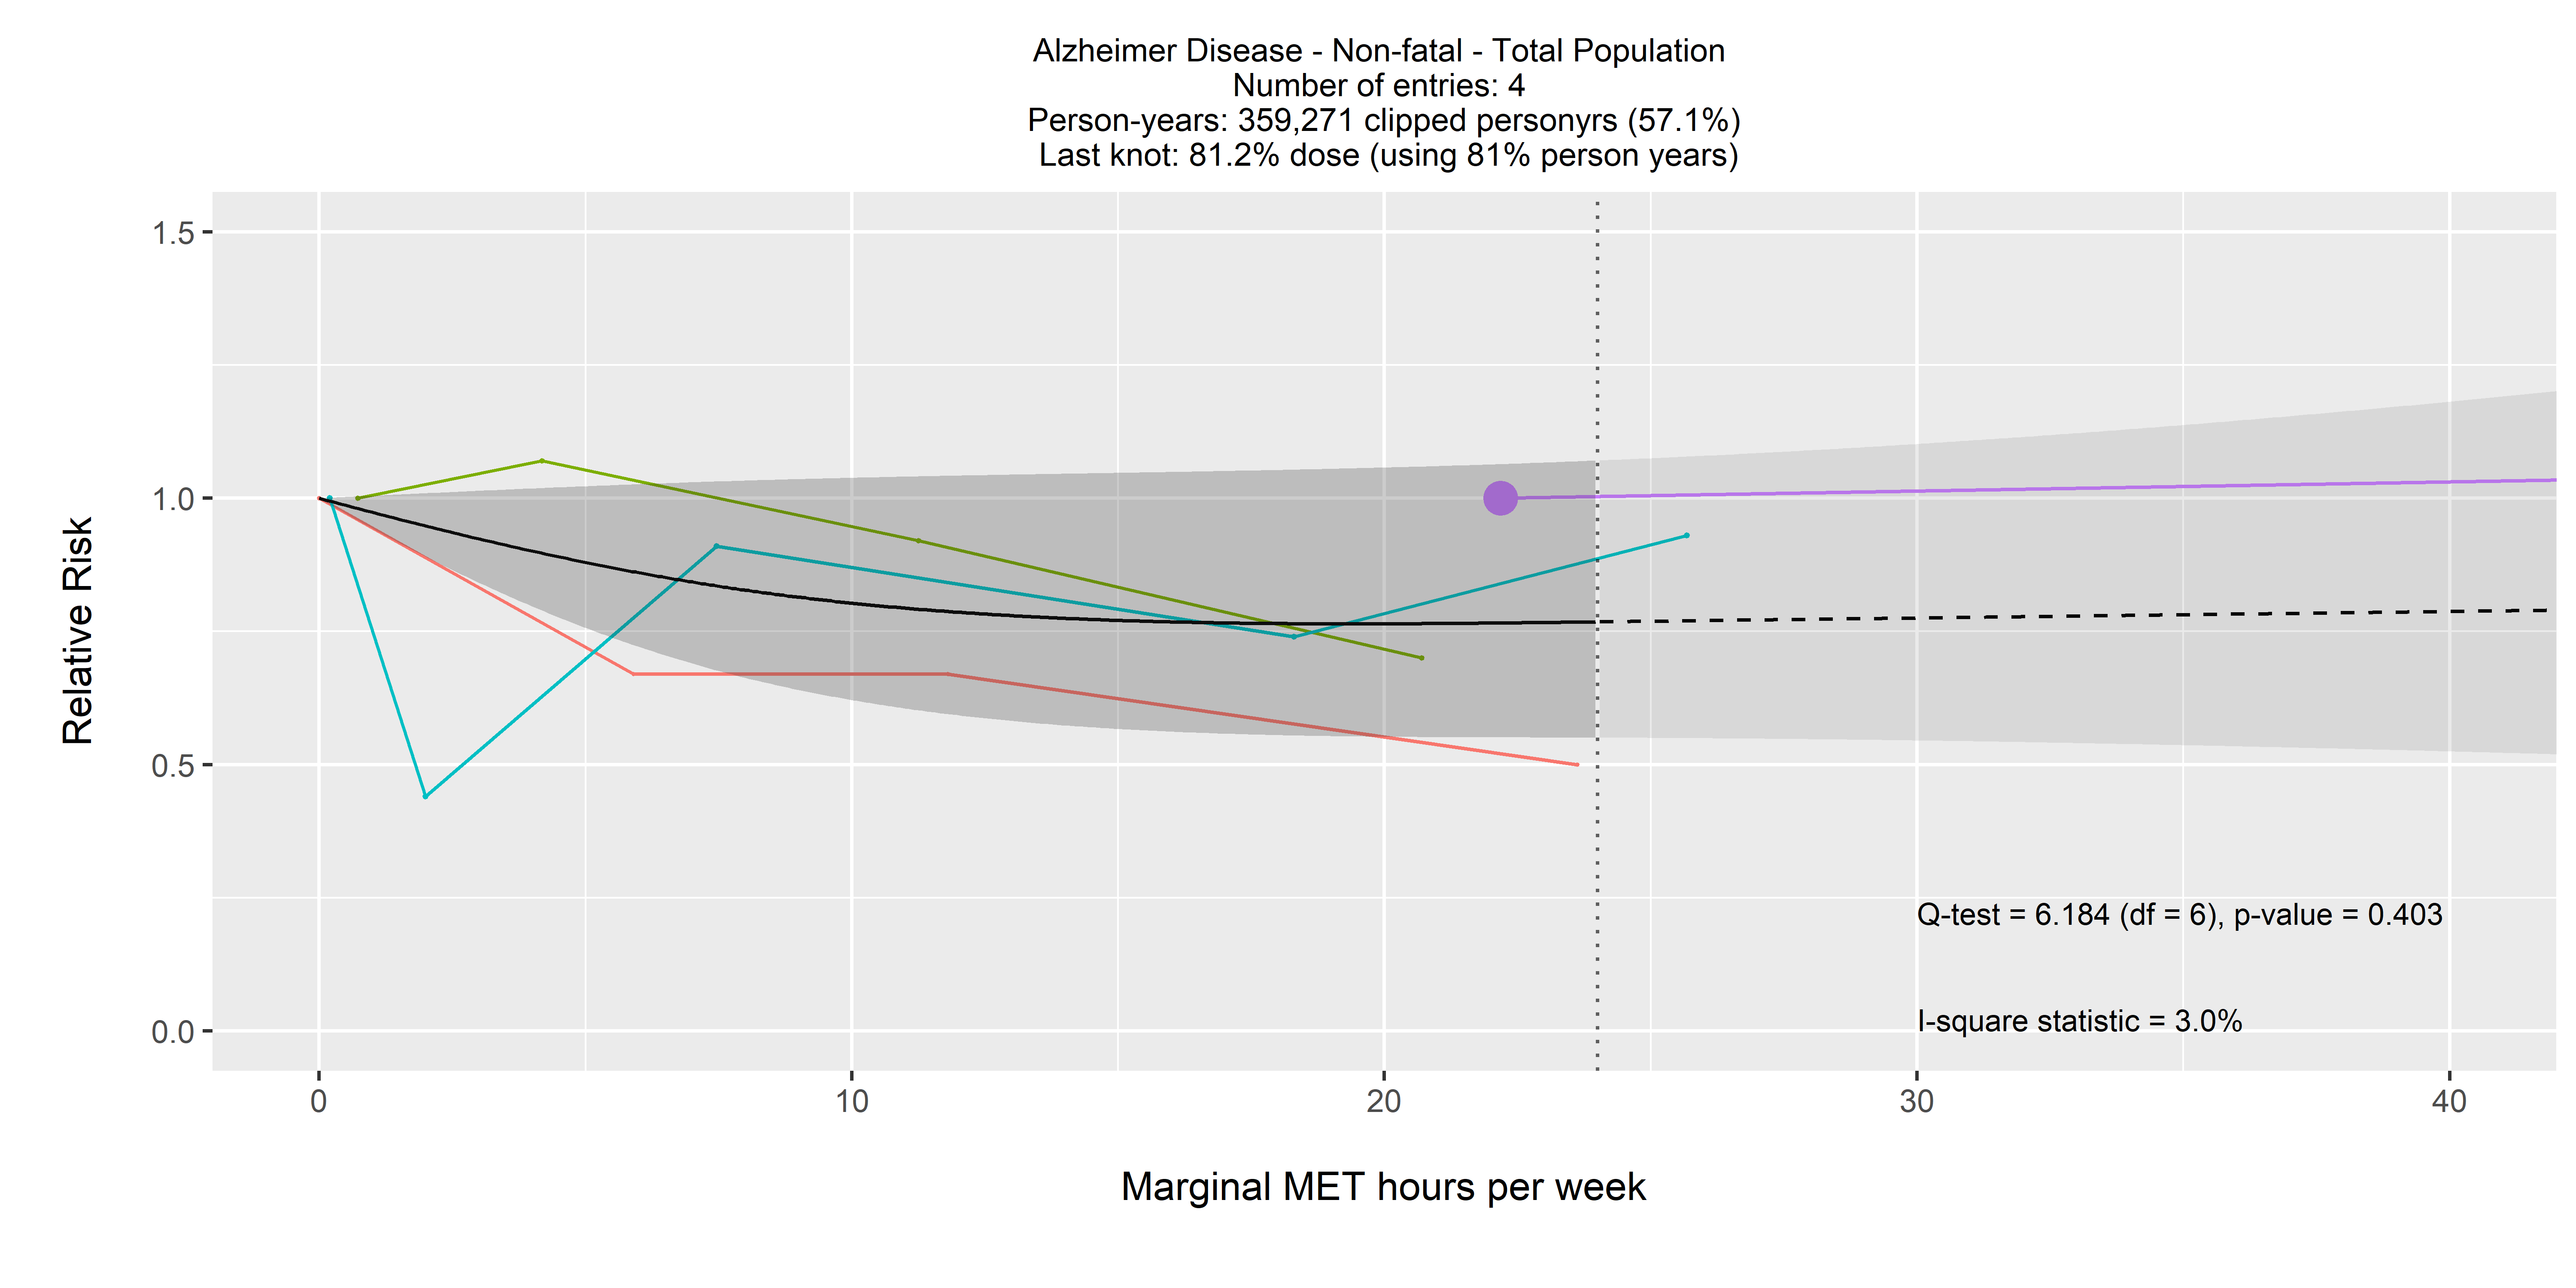 Alzheimer Disease - Non-fatal - Total Population
Number of entries: 4
Person-years: 359,271 clipped personyrs (57.1%)
Last knot: 81.2% dose (using 81% person years)
1.5
1.0
0.5
0.0
Relative Risk
Q-test = 6.184 (df = 6), p-value = 0.403
I-square statistic = 3.0%
0
10
20
30
40
Marginal MET hours per week